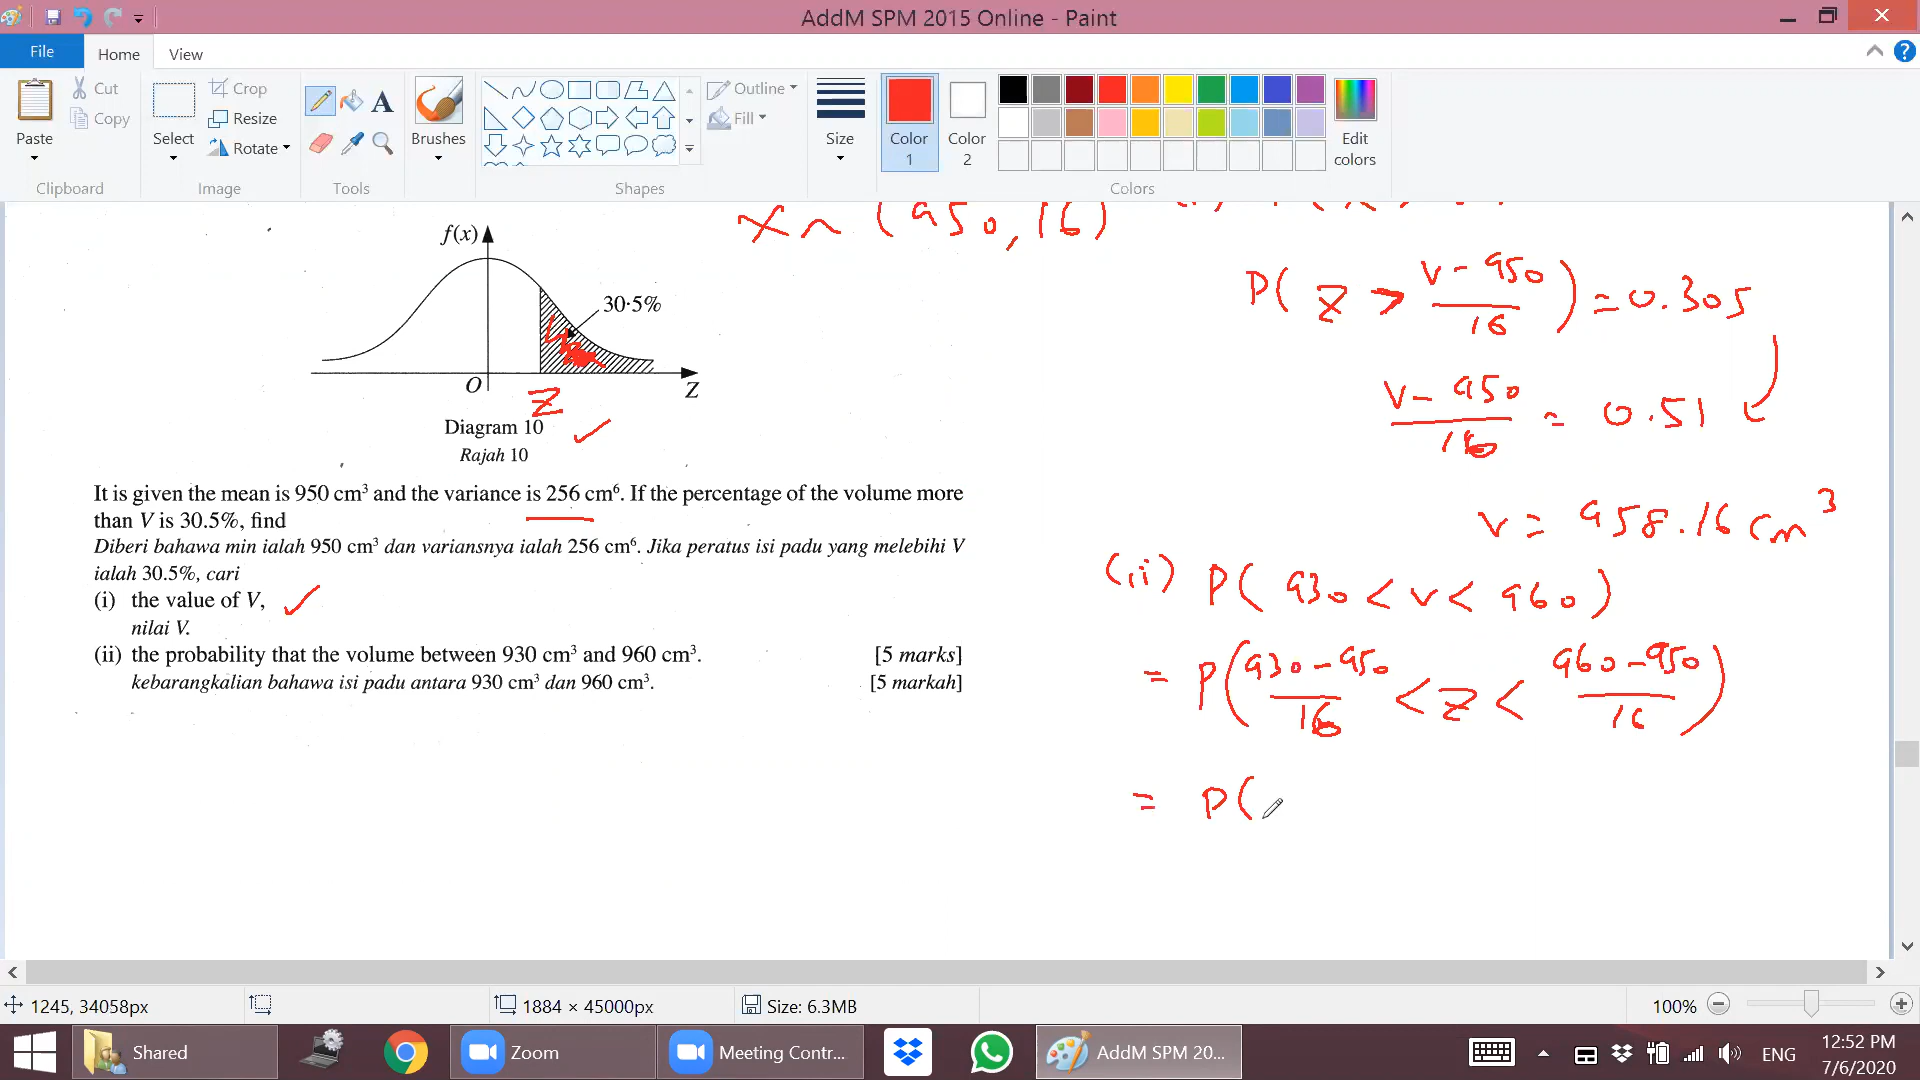 AddM SPM 2015 Online - Paint
File
Home
View
Paste
Cut
Copy
Clipboard
Select
Crop
Resize
Rotate
Image
Tools
Brushes
Shapes
Outline
Fill
Size
Color 1
Color 2
Edit colors
Colors
f(x)
30·5%
O
Z
Z
Diagram 10
Rajah 10
It is given the mean is 950 cm³ and the variance is 256 cm⁶. If the percentage of the volume more
than V is 30.5%, find
Diberi bahawa min ialah 950 cm³ dan variansnya ialah 256 cm⁶. Jika peratus isi padu yang melebihi V
ialah 30.5%, cari
(i) the value of V,
nilai V.
(ii) the probability that the volume between 930 cm³ and 960 cm³. [5 marks]
kebarangkalian bahawa isi padu antara 930 cm³ dan 960 cm³. [5 markah]
X ~ (950, 16)
P( Z > (V - 950)/16 ) = 0.305
(V - 950)/16 = 0.51
V = 958.16 cm³
(ii) P( 930 < V < 960 )
= P( (930 - 950)/16 < Z < (960 - 950)/16 )
= P(
1245, 34058px
1884 × 45000px
Size: 6.3MB
100%
Shared
Zoom
Meeting Contr...
AddM SPM 20...
ENG
12:52 PM
7/6/2020